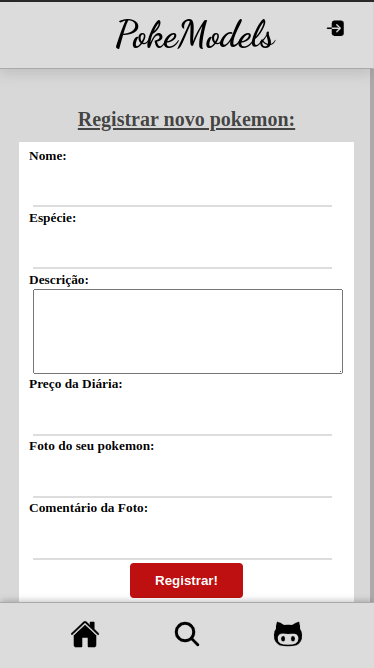 PokeModels
Registrar novo pokemon:
Nome:
Espécie:
Descrição:
Preço da Diária:
Foto do seu pokemon:
Comentário da Foto:
Registrar!